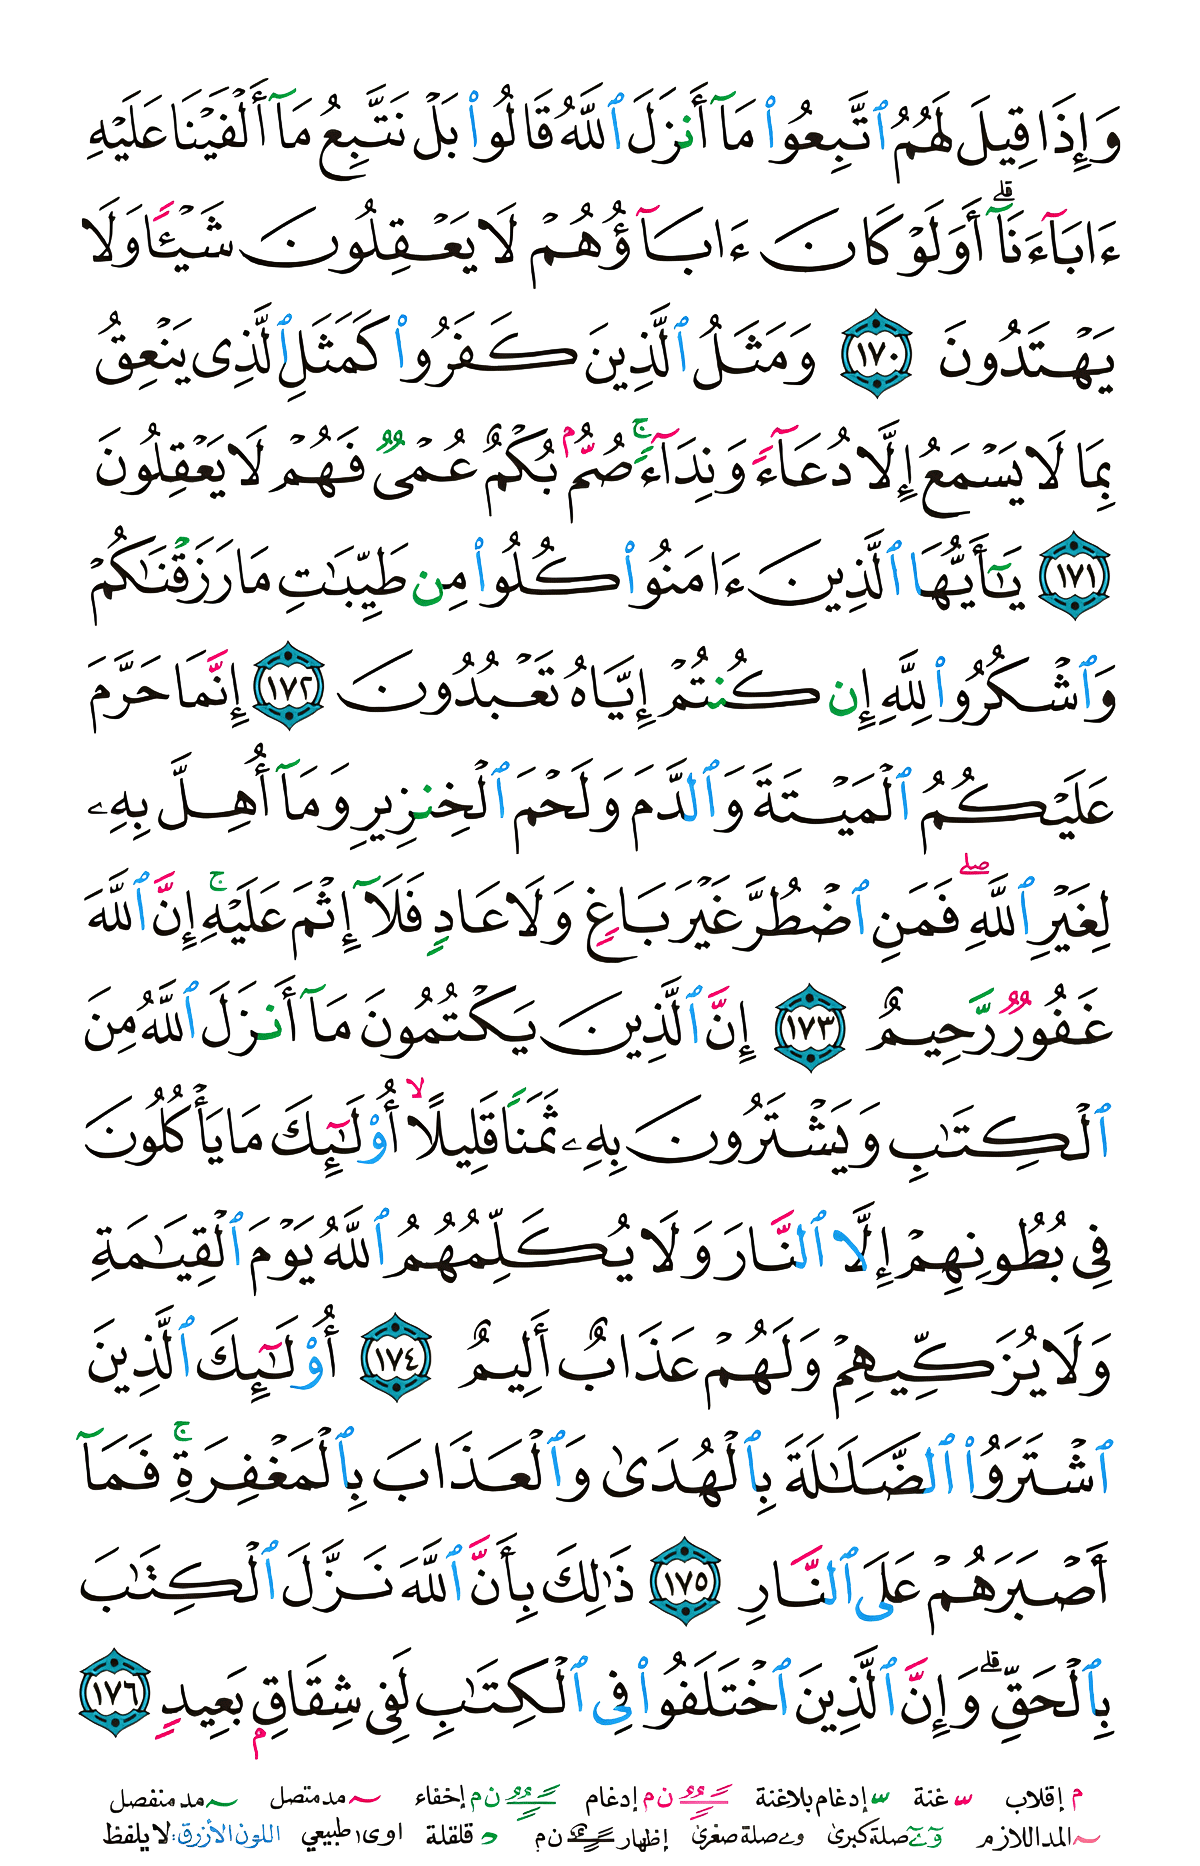 وَإِذَا قِيلَ لَهُمُ ٱتَّبِعُوا۟ مَآ أَنزَلَ ٱللَّهُ قَالُوا۟ بَلْ نَتَّبِعُ مَآ أَلْفَيْنَا عَلَيْهِ
ءَابَآءَنَآ ۗ أَوَلَوْ كَانَ ءَابَآؤُهُمْ لَا يَعْقِلُونَ شَيْـًٔا وَلَا
يَهْتَدُونَ ١٧٠ وَمَثَلُ ٱلَّذِينَ كَفَرُوا۟ كَمَثَلِ ٱلَّذِى يَنْعِقُ
بِمَا لَا يَسْمَعُ إِلَّا دُعَآءً وَنِدَآءً ۚ صُمٌّۢ بُكْمٌ عُمْىٌ فَهُمْ لَا يَعْقِلُونَ
١٧١ يَـٰٓأَيُّهَا ٱلَّذِينَ ءَامَنُوا۟ كُلُوا۟ مِن طَيِّبَـٰتِ مَا رَزَقْنَـٰكُمْ
وَٱشْكُرُوا۟ لِلَّهِ إِن كُنتُمْ إِيَّاهُ تَعْبُدُونَ ١٧٢ إِنَّمَا حَرَّمَ
عَلَيْكُمُ ٱلْمَيْتَةَ وَٱلدَّمَ وَلَحْمَ ٱلْخِنزِيرِ وَمَآ أُهِلَّ بِهِۦ
لِغَيْرِ ٱللَّهِ ۖ فَمَنِ ٱضْطُرَّ غَيْرَ بَاغٍ وَلَا عَادٍ فَلَآ إِثْمَ عَلَيْهِ ۚ إِنَّ ٱللَّهَ
غَفُورٌ رَّحِيمٌ ١٧٣ إِنَّ ٱلَّذِينَ يَكْتُمُونَ مَآ أَنزَلَ ٱللَّهُ مِنَ
ٱلْكِتَـٰبِ وَيَشْتَرُونَ بِهِۦ ثَمَنًا قَلِيلًا ۙ أُو۟لَـٰٓئِكَ مَا يَأْكُلُونَ
فِى بُطُونِهِمْ إِلَّا ٱلنَّارَ وَلَا يُكَلِّمُهُمُ ٱللَّهُ يَوْمَ ٱلْقِيَـٰمَةِ
وَلَا يُزَكِّيهِمْ وَلَهُمْ عَذَابٌ أَلِيمٌ ١٧٤ أُو۟لَـٰٓئِكَ ٱلَّذِينَ
ٱشْتَرَوُا۟ ٱلضَّلَـٰلَةَ بِٱلْهُدَىٰ وَٱلْعَذَابَ بِٱلْمَغْفِرَةِ ۚ فَمَآ
أَصْبَرَهُمْ عَلَى ٱلنَّارِ ١٧٥ ذَٰلِكَ بِأَنَّ ٱللَّهَ نَزَّلَ ٱلْكِتَـٰبَ
بِٱلْحَقِّ ۗ وَإِنَّ ٱلَّذِينَ ٱخْتَلَفُوا۟ فِى ٱلْكِتَـٰبِ لَفِى شِقَاقٍۭ بَعِيدٍ ١٧٦
م إقلاب غنة إدغام بلاغنة ن م إدغام ن م إخفاء مد متصل مد منفصل
المد اللازم صلة كبرى وے صلة صغرى إظهار ن م قلقلة اوى ا طبيعي اللون الأزرق: لا يلفظ